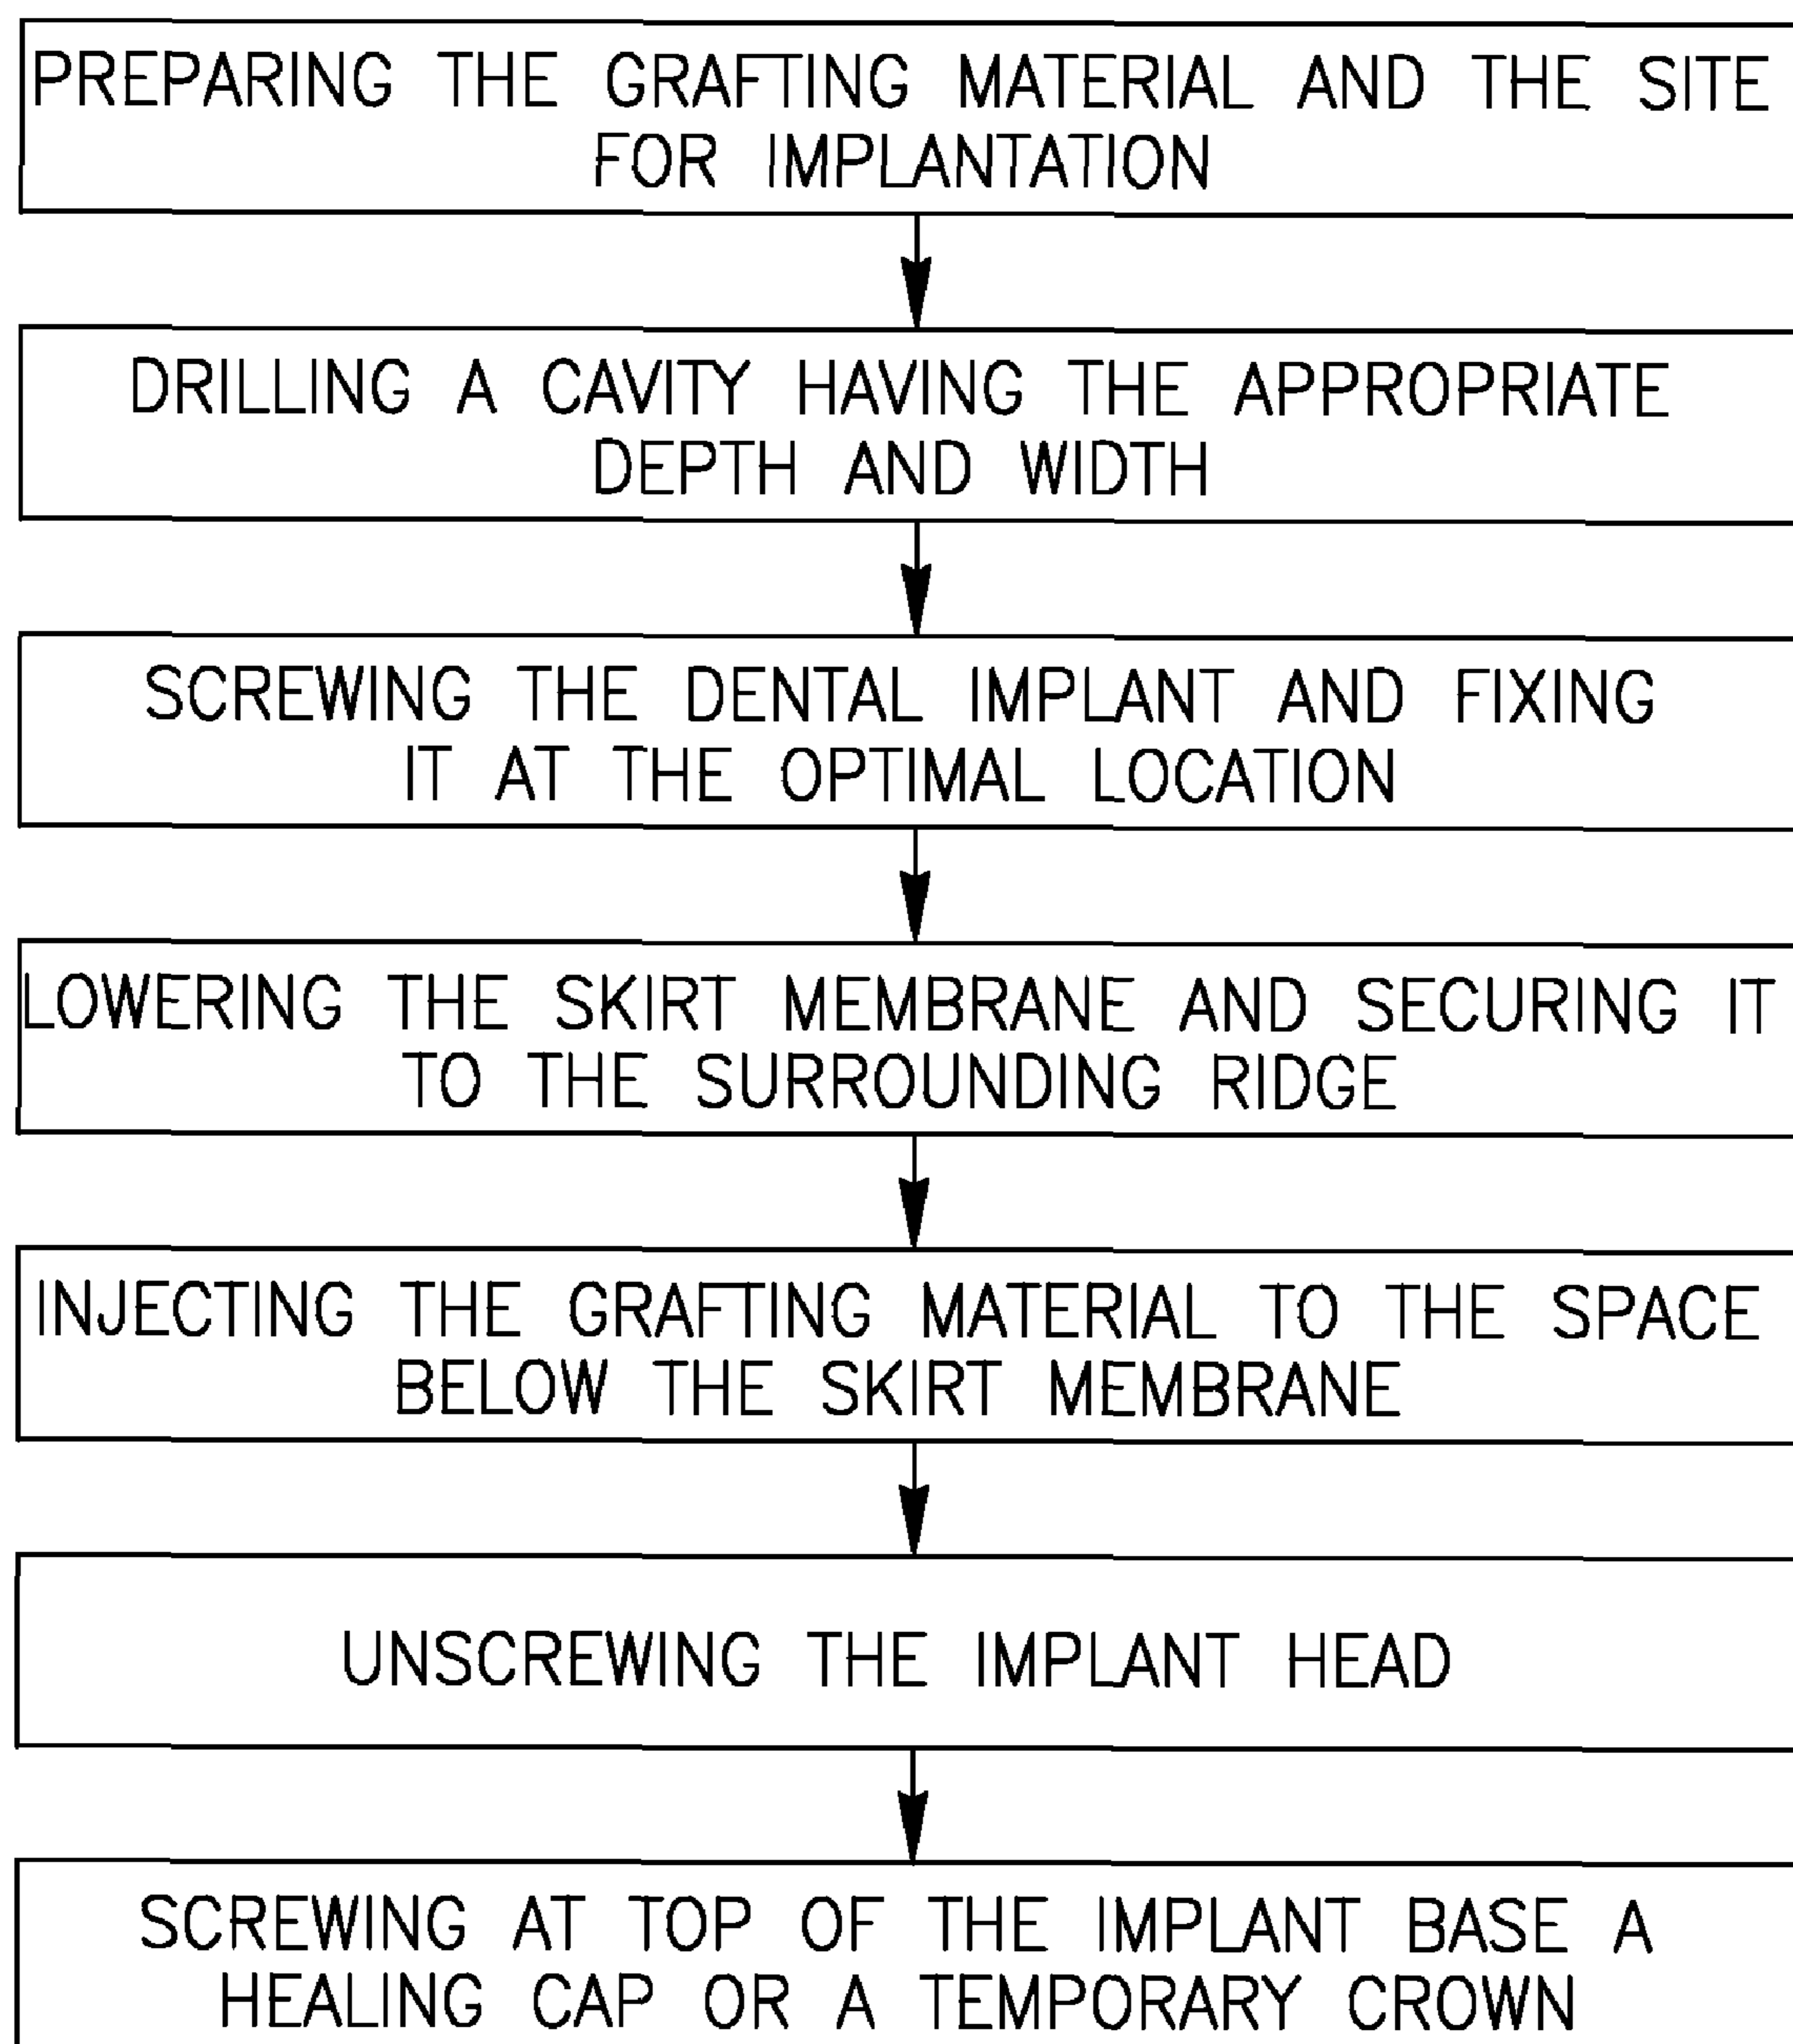 PREPARING THE GRAFTING MATERIAL AND THE SITE
FOR IMPLANTATION
DRILLING A CAVITY HAVING THE APPROPRIATE
DEPTH AND WIDTH
SCREWING THE DENTAL IMPLANT AND FIXING
IT AT THE OPTIMAL LOCATION
LOWERING THE SKIRT MEMBRANE AND SECURING IT
TO THE SURROUNDING RIDGE
INJECTING THE GRAFTING MATERIAL TO THE SPACE
BELOW THE SKIRT MEMBRANE
UNSCREWING THE IMPLANT HEAD
SCREWING AT TOP OF THE IMPLANT BASE A
HEALING CAP OR A TEMPORARY CROWN